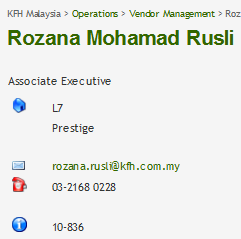 KFH Malaysia > Operations > Vendor Management > Roz
Rozana Mohamad Rusli
Associate Executive
L7
Prestige
rozana.rusli@kfh.com.my
03-2168 0228
10-836